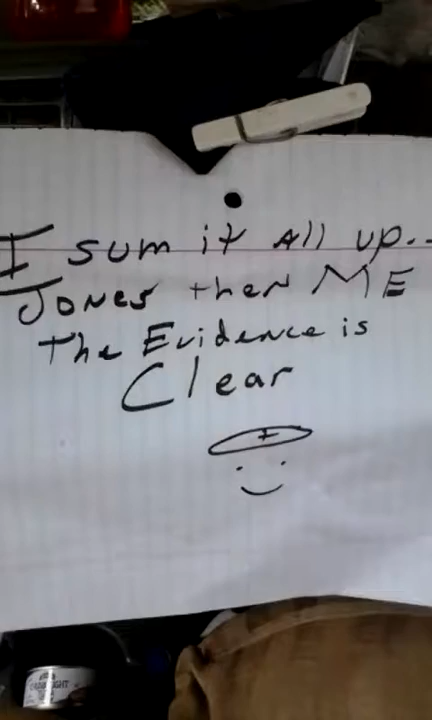 I sum it all up..
Jones then ME
the Evidence is
Clear